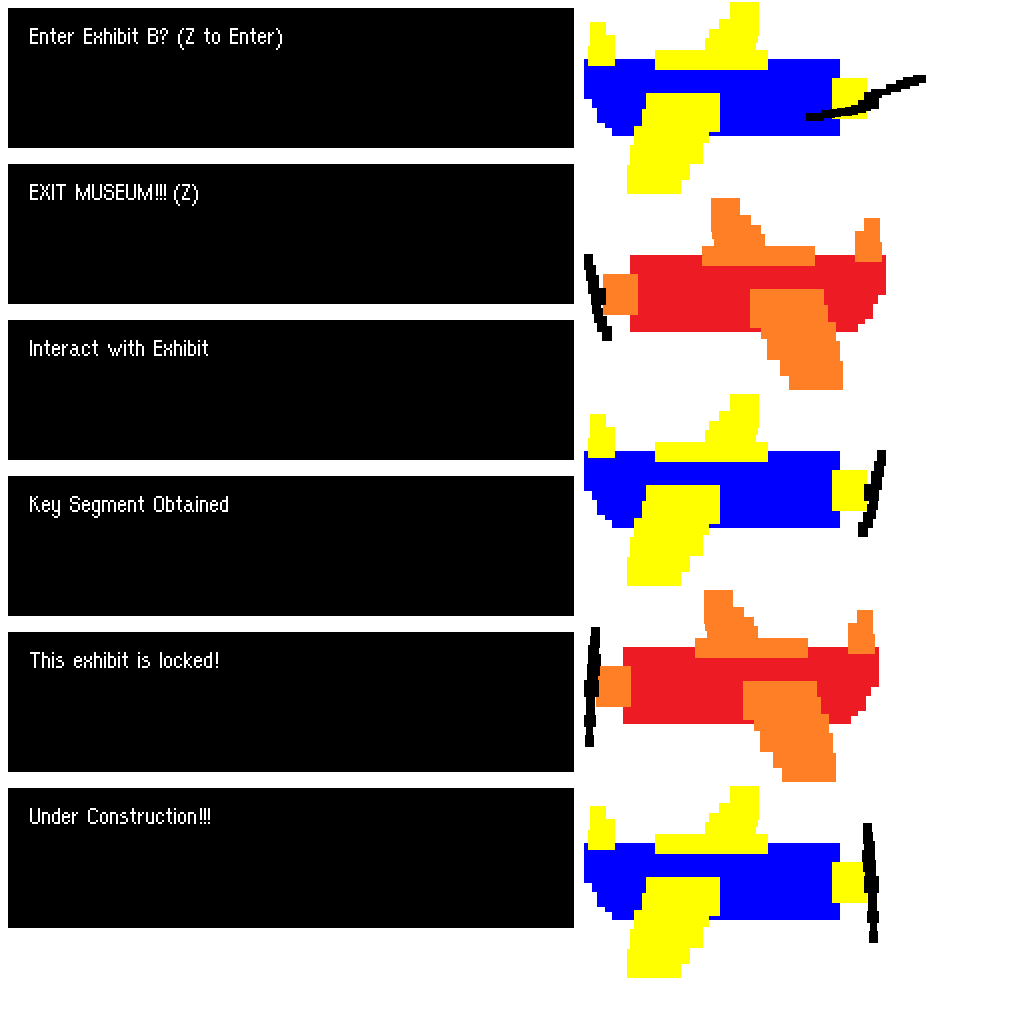 Enter Exhibit B? (Z to Enter)
EXIT MUSEUM!!! (Z)
Interact with Exhibit
Key Segment Obtained
This exhibit is locked!
Under Construction!!!